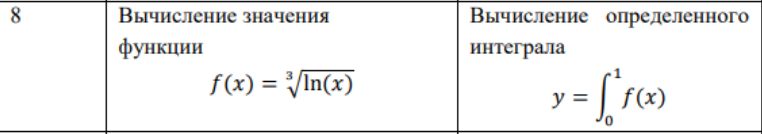 8
Вычисление значения
функции
f(x) = ∛ln(x)
Вычисление определенного
интеграла
y = ∫₀¹ f(x)